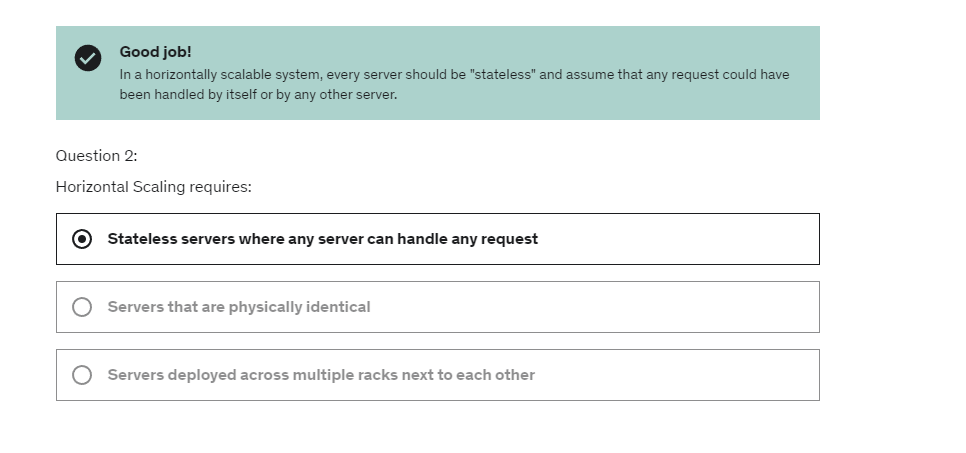 Good job!
In a horizontally scalable system, every server should be "stateless" and assume that any request could have
been handled by itself or by any other server.
Question 2:
Horizontal Scaling requires:
Stateless servers where any server can handle any request
Servers that are physically identical
Servers deployed across multiple racks next to each other